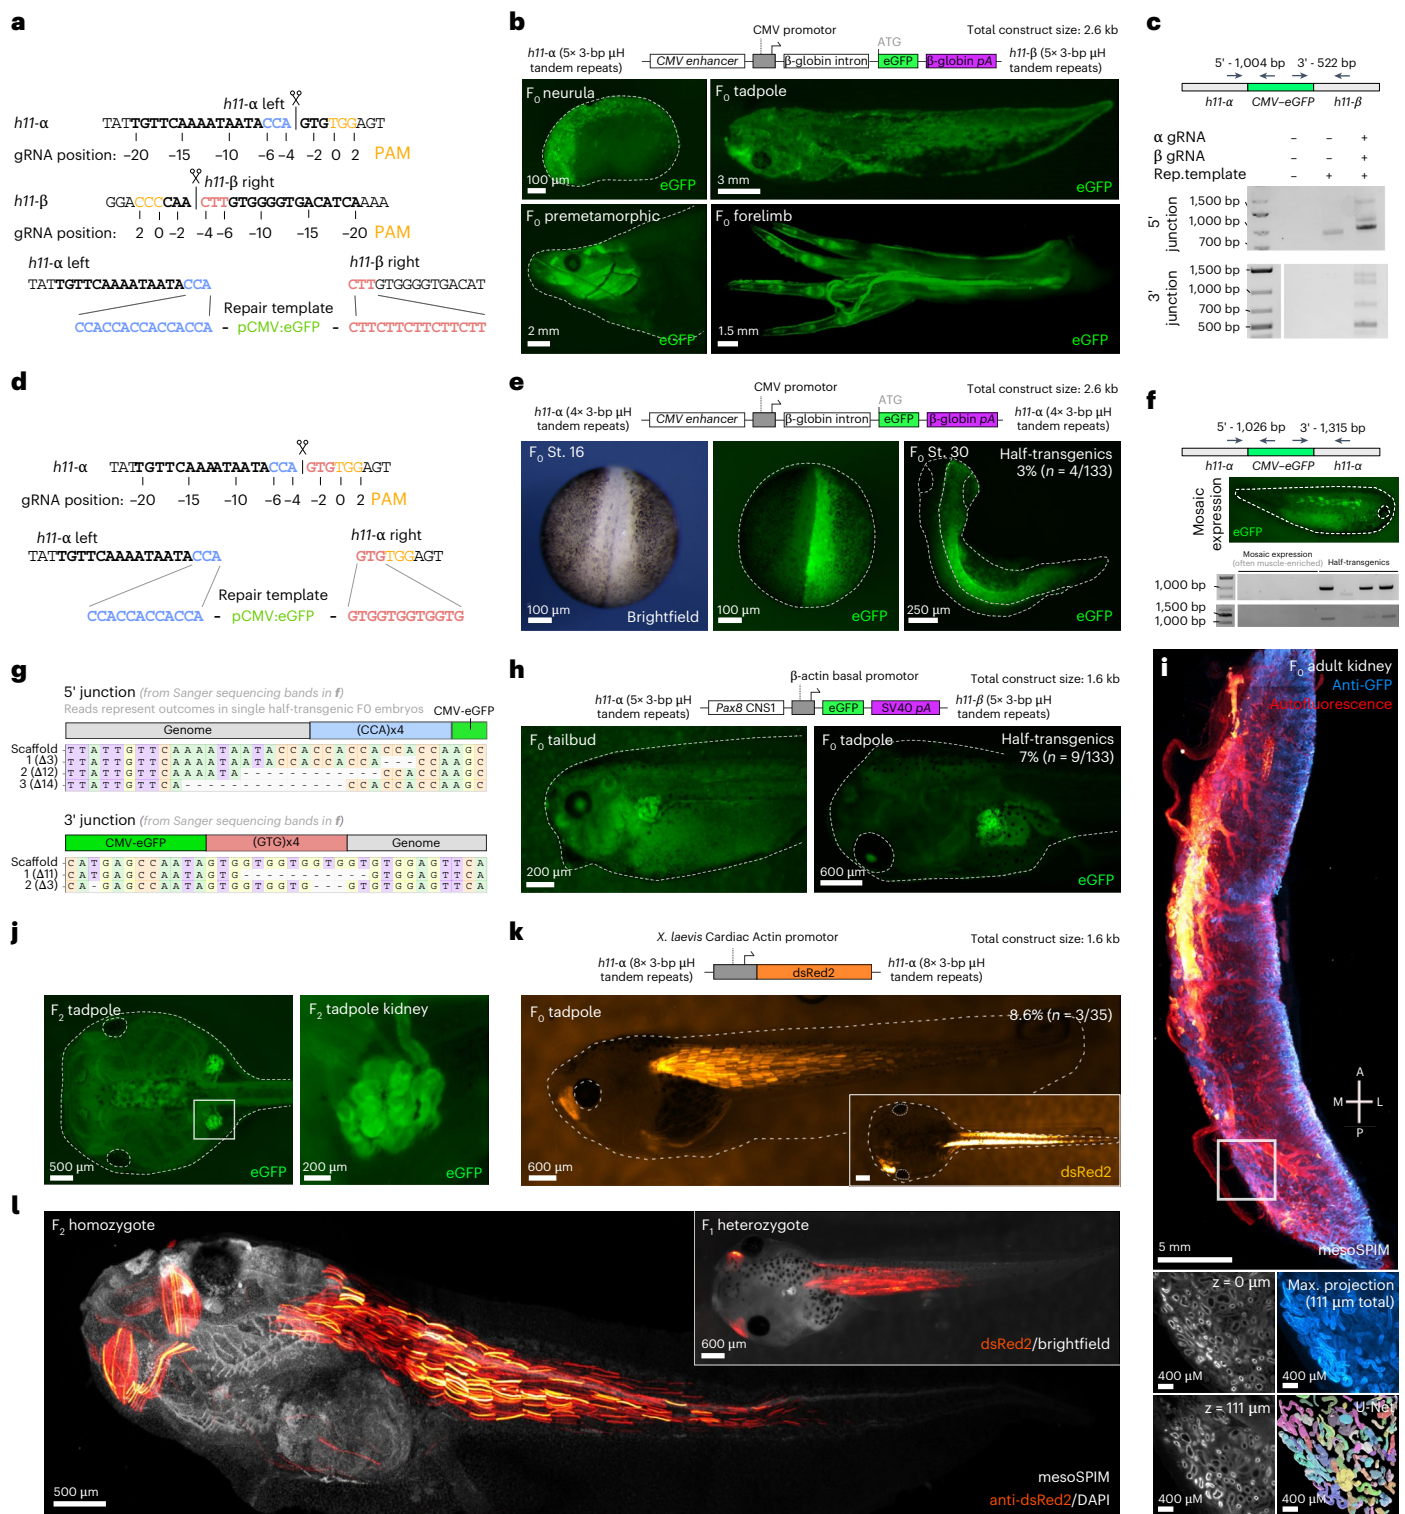 a
h11-α left
h11-α TATTGTTCAAAATAATACCA GTGTGGAGT
gRNA position: −20 −15 −10 −6 −4 −2 0 2 PAM
h11-β right
h11-β GGACCCCAA CTTGTGGGGTGACATCAAAA
gRNA position: 2 0 −2 −4 −6 −10 −15 −20 PAM
h11-α left h11-β right
TATTGTTCAAAATAATACCA CTTGTGGGGTGACAT
Repair template
CCACCACCACCACCA – pCMV:eGFP – CTTCTTCTTCTTCTT
b
CMV promotor Total construct size: 2.6 kb
h11-α (5× 3-bp µH tandem repeats) CMV enhancer β-globin intron ATG eGFP β-globin pA h11-β (5× 3-bp µH tandem repeats)
F0 neurula
100 µm
eGFP
F0 tadpole
3 mm
eGFP
F0 premetamorphic
2 mm
eGFP
F0 forelimb
1.5 mm
eGFP
c
5' - 1,004 bp 3' - 522 bp
h11-α CMV–eGFP h11-β
α gRNA – – +
β gRNA – – +
Rep.template – + +
5' junction
1,500 bp
1,000 bp
700 bp
3' junction
1,500 bp
1,000 bp
700 bp
500 bp
d
h11-α TATTGTTCAAAATAATACCA GTGTGGAGT
gRNA position: −20 −15 −10 −6 −4 −2 0 2 PAM
h11-α left h11-α right
TATTGTTCAAAATAATACCA GTGTGGAGT
Repair template
CCACCACCACCA – pCMV:eGFP – GTGGTGGTGGTG
e
CMV promotor Total construct size: 2.6 kb
h11-α (4× 3-bp µH tandem repeats) CMV enhancer β-globin intron ATG eGFP β-globin pA h11-α (4× 3-bp µH tandem repeats)
F0 St. 16
100 µm
Brightfield
100 µm
eGFP
F0 St. 30 Half-transgenics
3% (n = 4/133)
250 µm
eGFP
f
5' - 1,026 bp 3' - 1,315 bp
h11-α CMV–eGFP h11-α
Mosaic expression
eGFP
Mosaic expression
(often muscle-enriched) Half-transgenics
1,000 bp
1,500 bp
1,000 bp
g
5' junction (from Sanger sequencing bands in f)
Reads represent outcomes in single half-transgenic F0 embryos
CMV-eGFP
Genome (CCA)x4
Scaffold T T A T T G T T C A A A A T A A T A C C A C C A C C A C C A C C A A G C
1 (Δ3) T T A T T G T T C A A A A T A A T A C C A C C A C C A - - - C C A A G C
2 (Δ12) T T A T T G T T C A A A A T A - - - - - - - - - - - - C C A C C A A G C
3 (Δ14) T T A T T G T T C A - - - - - - - - - - - - - - C C A C C A C C A A G C
3' junction (from Sanger sequencing bands in f)
CMV-eGFP (GTG)x4 Genome
Scaffold C A T G A G C C A A T A G T G G T G G T G G T G G T G T G G A G T T C A
1 (Δ11) C A T G A G C C A A T A G T G - - - - - - - - - - - G T G G A G T T C A
2 (Δ3) C A - G A G C C A A T A G T G G T G G T G - - - G T G T G G A G T T C A
h
β-actin basal promotor Total construct size: 1.6 kb
h11-α (5× 3-bp µH tandem repeats) Pax8 CNS1 eGFP SV40 pA h11-β (5× 3-bp µH tandem repeats)
F0 tailbud
200 µm
F0 tadpole Half-transgenics
7% (n = 9/133)
600 µm
eGFP
i
F0 adult kidney
Anti-GFP
Autofluorescence
A
M L
P
5 mm
mesoSPIM
z = 0 µm
400 µM
Max. projection
(111 µm total)
400 µM
z = 111 µm
400 µM
U-Net
400 µM
j
F2 tadpole
500 µm
eGFP
F2 tadpole kidney
200 µm
eGFP
k
X. laevis Cardiac Actin promotor Total construct size: 1.6 kb
h11-α (8× 3-bp µH tandem repeats) dsRed2 h11-α (8× 3-bp µH tandem repeats)
F0 tadpole
8.6% (n = 3/35)
600 µm
dsRed2
l
F2 homozygote
500 µm
mesoSPIM
anti-dsRed2/DAPI
F1 heterozygote
600 µm
dsRed2/brightfield